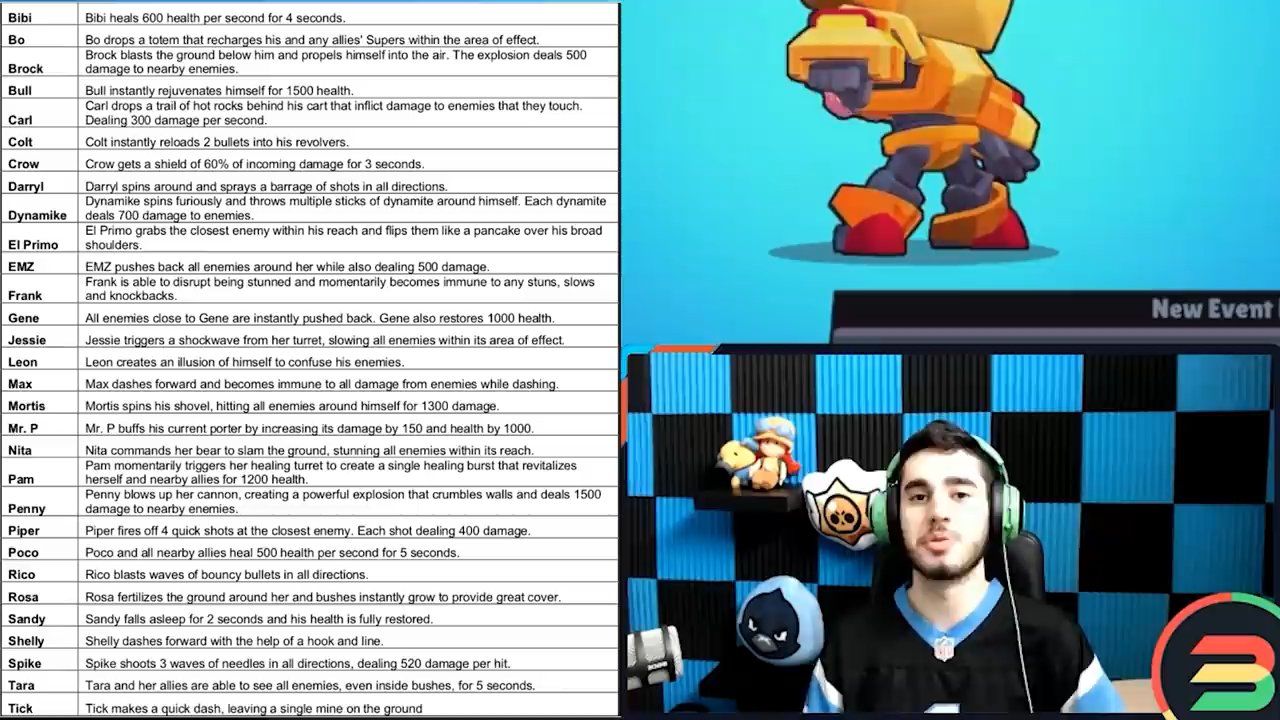 Bibi Bibi heals 600 health per second for 4 seconds.
Bo Bo drops a totem that recharges his and any allies' Supers within the area of effect.
Brock blasts the ground below him and propels himself into the air. The explosion deals 500
Brock damage to nearby enemies.
Bull Bull instantly rejuvenates himself for 1500 health.
Carl drops a trail of hot rocks behind his cart that inflict damage to enemies that they touch.
Carl Dealing 300 damage per second.
Colt Colt instantly reloads 2 bullets into his revolvers.
Crow Crow gets a shield of 60% of incoming damage for 3 seconds.
Darryl Darryl spins around and sprays a barrage of shots in all directions.
Dynamike spins furiously and throws multiple sticks of dynamite around himself. Each dynamite
Dynamike deals 700 damage to enemies.
El Primo grabs the closest enemy within his reach and flips them like a pancake over his broad
El Primo shoulders.
EMZ EMZ pushes back all enemies around her while also dealing 500 damage.
Frank is able to disrupt being stunned and momentarily becomes immune to any stuns, slows
Frank and knockbacks.
Gene All enemies close to Gene are instantly pushed back. Gene also restores 1000 health.
Jessie Jessie triggers a shockwave from her turret, slowing all enemies within its area of effect.
Leon Leon creates an illusion of himself to confuse his enemies.
Max Max dashes forward and becomes immune to all damage from enemies while dashing.
Mortis Mortis spins his shovel, hitting all enemies around himself for 1300 damage.
Mr. P Mr. P buffs his current porter by increasing its damage by 150 and health by 1000.
Nita Nita commands her bear to slam the ground, stunning all enemies within its reach.
Pam momentarily triggers her healing turret to create a single healing burst that revitalizes
Pam herself and nearby allies for 1200 health.
Penny blows up her cannon, creating a powerful explosion that crumbles walls and deals 1500
Penny damage to nearby enemies.
Piper Piper fires off 4 quick shots at the closest enemy. Each shot dealing 400 damage.
Poco Poco and all nearby allies heal 500 health per second for 5 seconds.
Rico Rico blasts waves of bouncy bullets in all directions.
Rosa Rosa fertilizes the ground around her and bushes instantly grow to provide great cover.
Sandy Sandy falls asleep for 2 seconds and his health is fully restored.
Shelly Shelly dashes forward with the help of a hook and line.
Spike Spike shoots 3 waves of needles in all directions, dealing 520 damage per hit.
Tara Tara and her allies are able to see all enemies, even inside bushes, for 5 seconds.
Tick Tick makes a quick dash, leaving a single mine on the ground
New Event